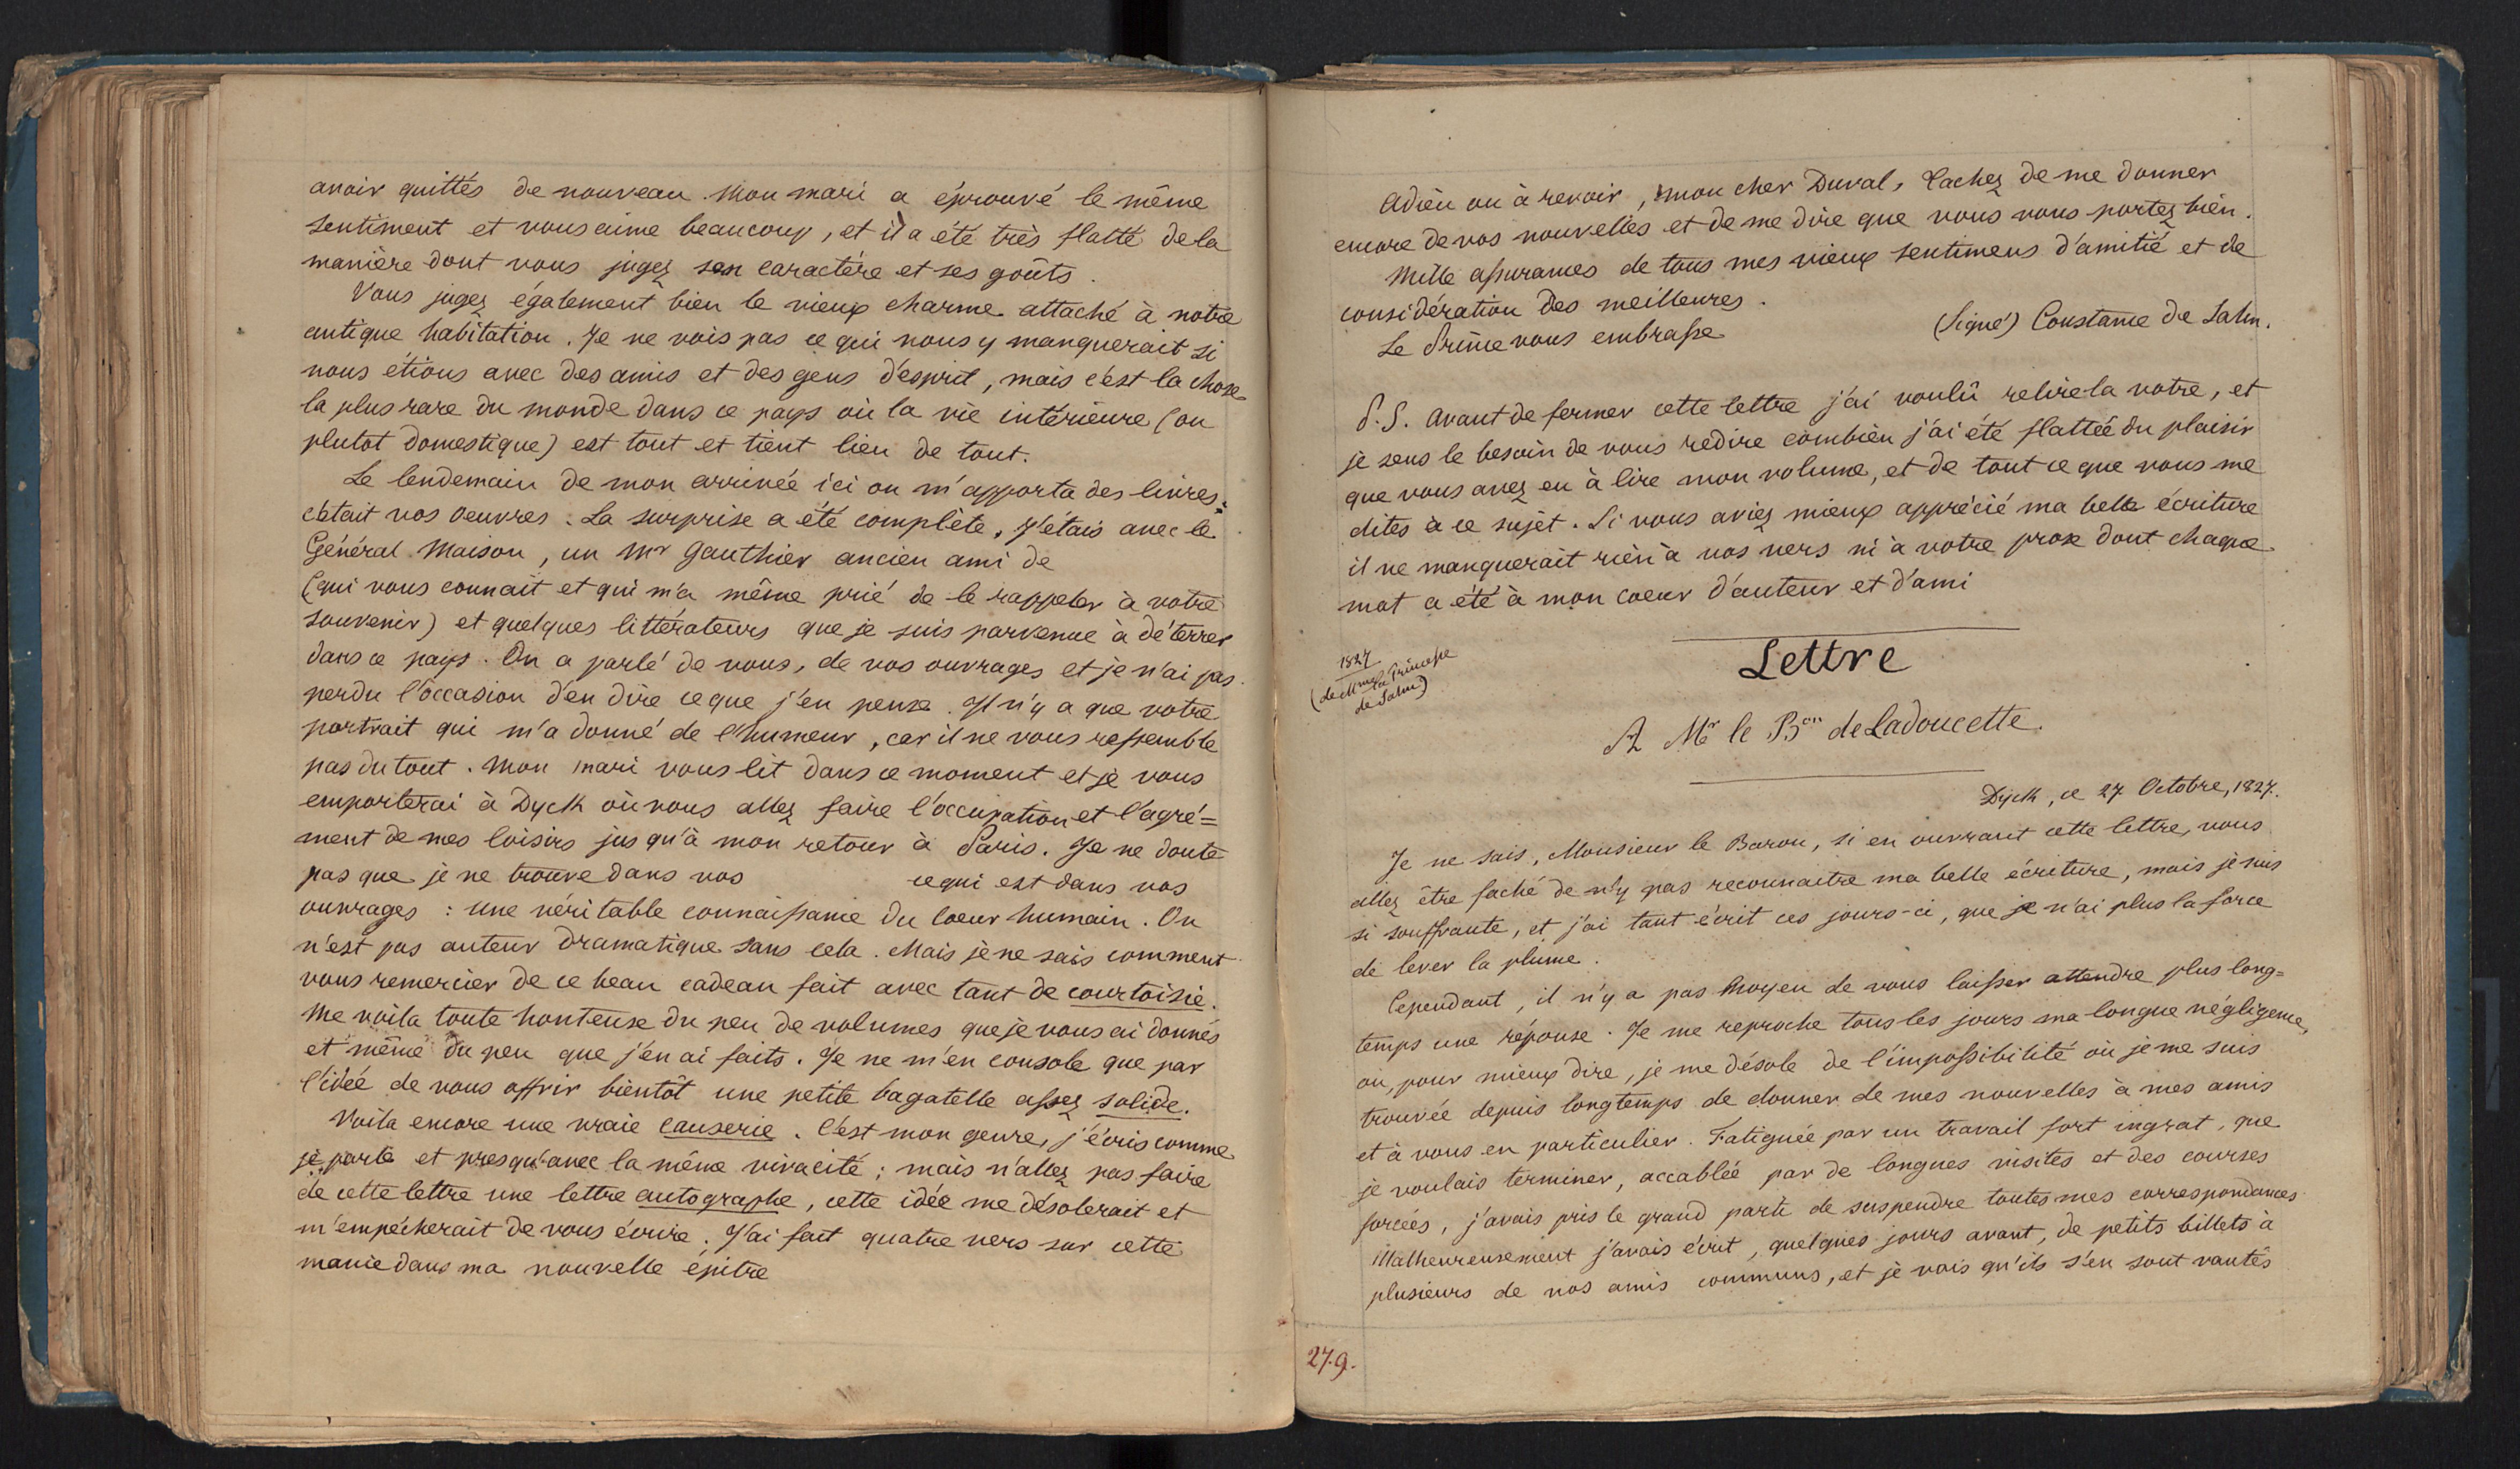 avoir quittés de nouveau. Mon mari a éprouvé le même
sentiment et vous aime beaucoup, et il a été très flatté de la
manière dont vous jugez son caractère et ses goûts.
Vous jugez également bien le vieux charme attaché à notre
antique habitation. Je ne vois pas ce qui nous y manquerait si
nous étions avec des amis et des gens d'esprit, mais c'est la chose
la plus rare du monde dans ce pays où la vie intérieure (ou
plutot domestique) est tout et tient lieu de tout.
Le lendemain de mon arrivée ici on m'apporta des livres;
c'était vos oeuvres. La surprise a été complète, j'étais avec le
Général Maison, un Mr Gauthier ancien ami de
(qui vous connait et qui m'a même prié de le rappeler à votre
souvenir) et quelques littérateurs que je suis parvenue à déterrer
dans ce pays. On a parlé de vous, de vos ouvrages et je n'ai pas
perdu l'occasion d'en dire ce que j'en pense. Il n'y a que votre
portrait qui m'a donné de l'humeur, car il ne vous ressemble
pas du tout. Mon mari vous lit dans ce moment et je vous
emporterai à Dyck où vous allez faire l'occupation et l'agré=
ment de mes loisirs jusqu'à mon retour à Paris. Je ne doute
pas que je ne trouve dans vos ce qui est dans vos
ouvrages : une véritable connaissance du coeur humain. On
n'est pas auteur dramatique sans cela. Mais je ne sais comment
vous remercier de ce beau cadeau fait avec tant de courtoisie.
Me voila toute honteuse du peu de volumes que je vous ai donnés
et même du peu que j'en ai faits. Je ne m'en console que par
l'idée de vous offrir bientôt une petite bagatelle assez solide.
Voila encore une vraie causerie. C'est mon genre, j'écris comme
je parle et presqu'avec la même vivacité; mais n'allez pas faire
de cette lettre une lettre autographe, cette idée me désolerait et
m'empécherait de vous écrire. J'ai fait quatre vers sur cette
manie dans ma nouvelle épitre
Adieu ou à revoir, mon cher Duval, tachez de me donner
encore de vos nouvelles et de me dire que vous vous portez bien.
Mille assurances de tous mes vieux sentimens d'amitié et de
considération des meilleures.
(Signé) Constance de Salm.
Le Prince vous embrasse
P.S. Avant de fermer cette lettre j'ai voulû relire la votre, et
je sens le besoin de vous redire combien j'ai été flattée du plaisir
que vous avez eu à lire mon volume, et de tout ce que vous me
dites à ce sujet. Si vous aviez mieux apprécié ma belle écriture
il ne manquerait rien à vos vers ni à votre prose dont chaque
mot a été à mon coeur d'auteur et d'ami
Lettre
1827
(de Mme la Princesse
de Salm)
A Mr le Bon de Ladoucette.
Dyck, ce 27 Octobre, 1827.
Je ne sais, Monsieur le Baron, si en ouvrant cette lettre, vous
allez être faché de n'y pas reconnaitre ma belle écriture, mais je suis
si souffrante, et j'ai tant écrit ces jours-ci, que je n'ai plus la force
de lever la plume.
Cependant, il n'y a pas moyen de vous laisser attendre plus long=
temps une réponse. Je me reproche tous les jours ma longue négligence,
ou, pour mieux dire, je me désole de l'impossibilité où je me suis
trouvée depuis longtemps de donner de mes nouvelles à mes amis
et à vous en particulier. Fatiguée par un travail fort ingrat, que
je voulais terminer, accablée par de longues visites et des courses
forcées, j'avais pris le grand parti de suspendre toutes mes correspondances
Malheureusement j'avais écrit, quelques jours avant, de petits billets à
plusieurs de nos amis communs, et je vois qu'ils s'en sont vantés
279.